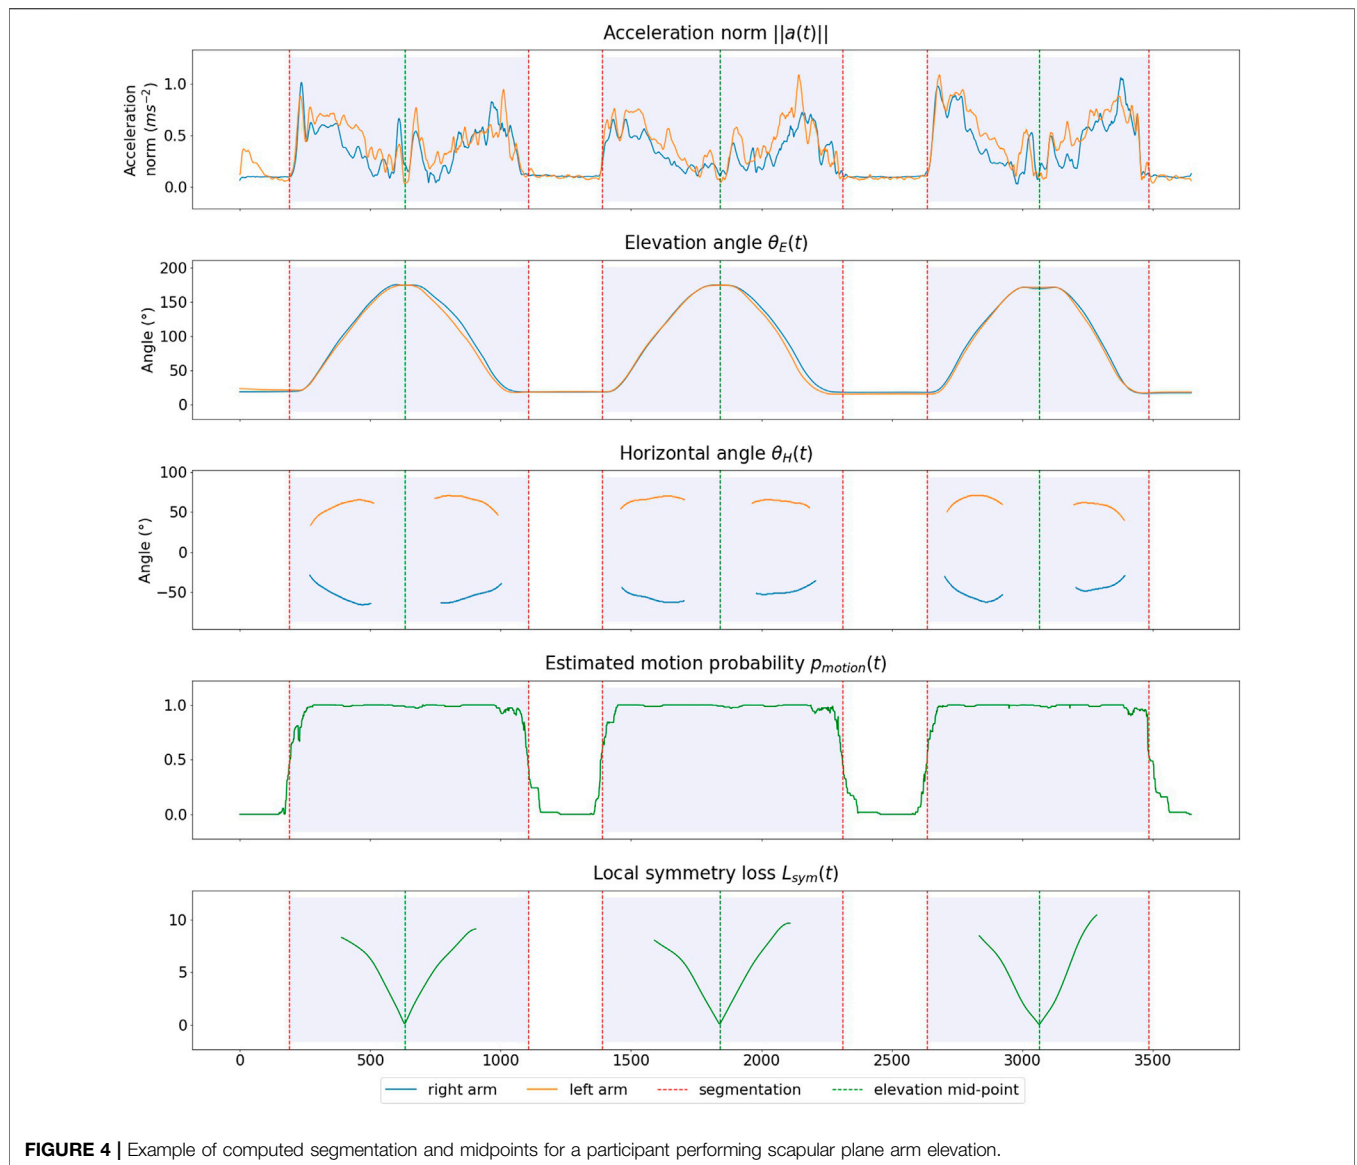 Acceleration norm ||a(t)||
Acceleration
norm (ms⁻²)
1.0
0.5
0.0
Elevation angle θ_E(t)
Angle (°)
200
150
100
50
0
Horizontal angle θ_H(t)
Angle (°)
100
50
0
−50
Estimated motion probability p_motion(t)
1.0
0.5
0.0
Local symmetry loss L_sym(t)
10
5
0
0 500 1000 1500 2000 2500 3000 3500
right arm left arm segmentation elevation mid-point
FIGURE 4 | Example of computed segmentation and midpoints for a participant performing scapular plane arm elevation.